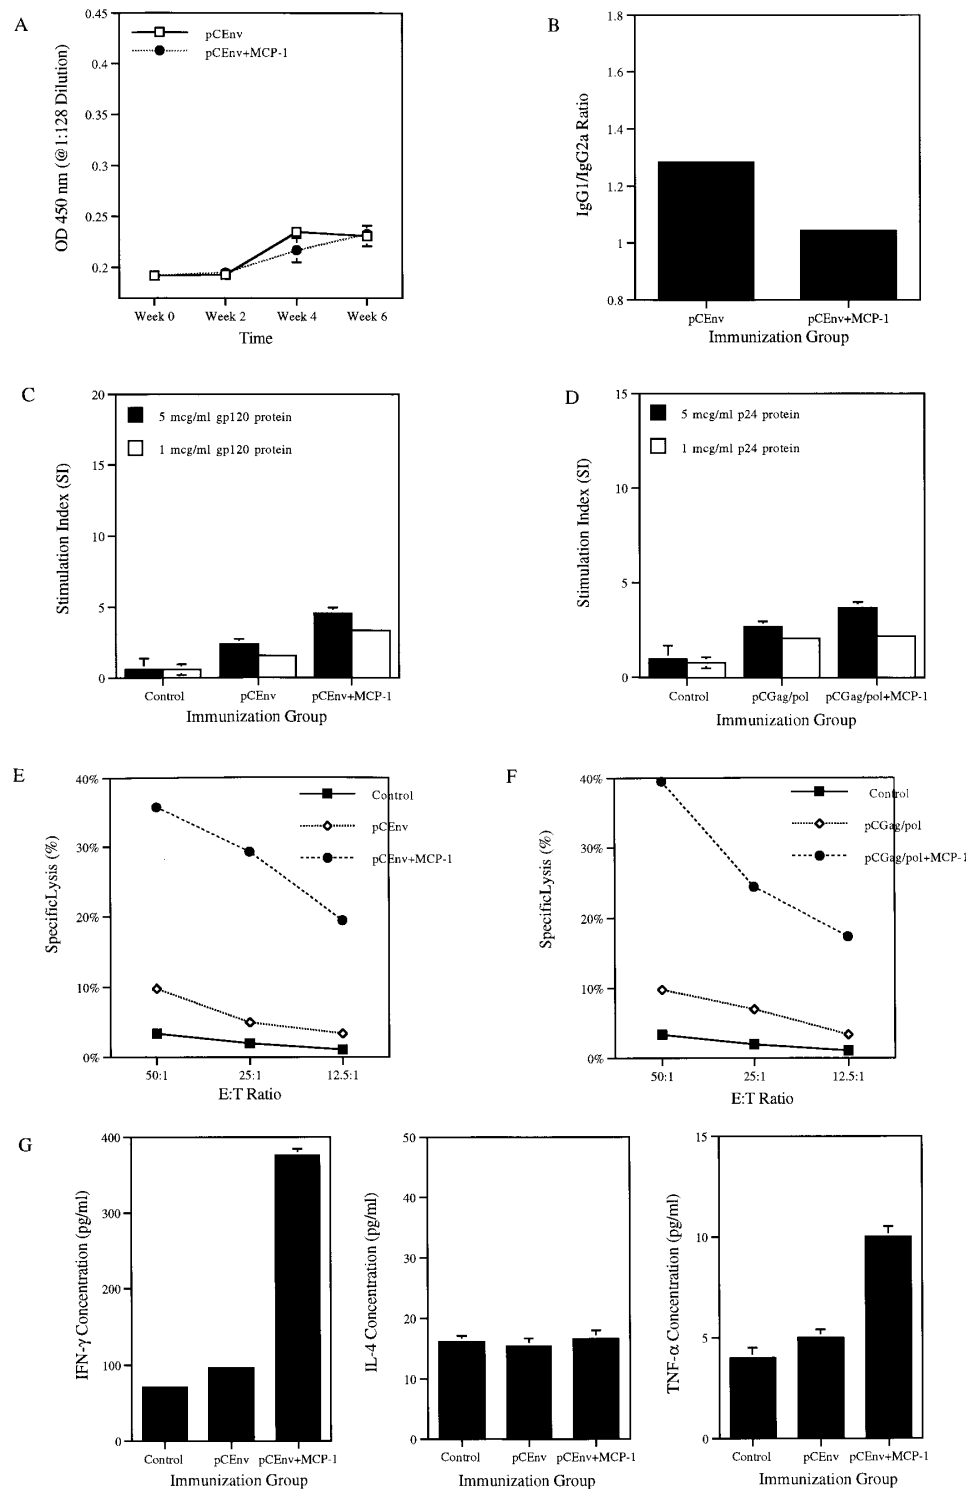 A
0.45
0.4
0.35
0.3
0.25
0.2
OD 450 nm (@1:128 Dilution)
pCEnv
pCEnv+MCP-1
Week 0 Week 2 Week 4 Week 6
Time
B
1.8
1.6
1.4
1.2
1
0.8
IgG1/IgG2a Ratio
pCEnv pCEnv+MCP-1
Immunization Group
C
20
15
10
5
0
Stimulation Index (SI)
5 mcg/ml gp120 protein
1 mcg/ml gp120 protein
Control pCEnv pCEnv+MCP-1
Immunization Group
D
15
10
5
0
Stimulation Index (SI)
5 mcg/ml p24 protein
1 mcg/ml p24 protein
Control pCGag/pol pCGag/pol+MCP-1
Immunization Group
E
40%
30%
20%
10%
0%
SpecificLysis (%)
Control
pCEnv
pCEnv+MCP-1
50:1 25:1 12.5:1
E:T Ratio
F
40%
30%
20%
10%
0%
SpecificLysis (%)
Control
pCGag/pol
pCGag/pol+MCP-1
50:1 25:1 12.5:1
E:T Ratio
G
400
300
200
100
0
IFN-γ Concentration (pg/ml)
Control pCEnv pCEnv+MCP-1
Immunization Group
50
40
30
20
10
0
IL-4 Concentration (pg/ml)
Control pCEnv pCEnv+MCP-1
Immunization Group
15
10
5
0
TNF-α Concentration (pg/ml)
Control pCEnv pCEnv+MCP-1
Immunization Group